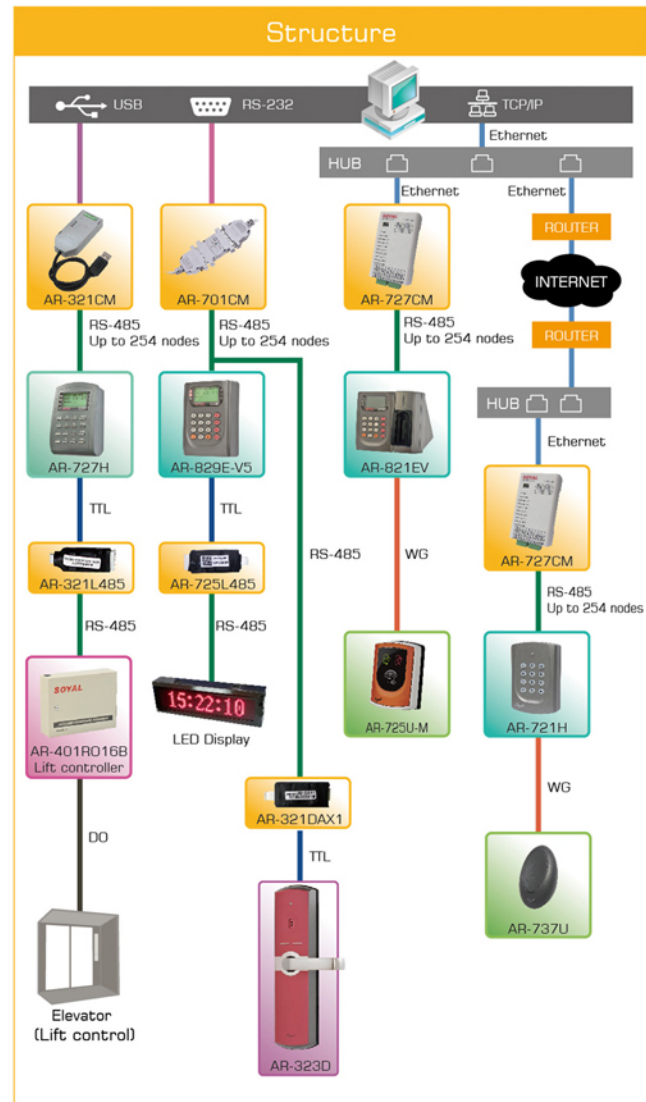 Structure
USB
RS-232
TCP/IP
Ethernet
HUB
Ethernet
Ethernet
ROUTER
INTERNET
ROUTER
AR-321CM
AR-701CM
AR-727CM
RS-485
Up to 254 nodes
RS-485
Up to 254 nodes
RS-485
Up to 254 nodes
HUB
Ethernet
AR-727H
AR-829E-V5
AR-821EV
TTL
TTL
RS-485
WG
AR-727CM
AR-321L485
AR-725L485
RS-485
RS-485
RS-485
Up to 254 nodes
SOYAL
AR-401RO16B
Lift controller
15:22:10
LED Display
AR-725U-M
AR-721H
WG
AR-321DAX1
TTL
DO
AR-737U
Elevator
(Lift control)
AR-323D